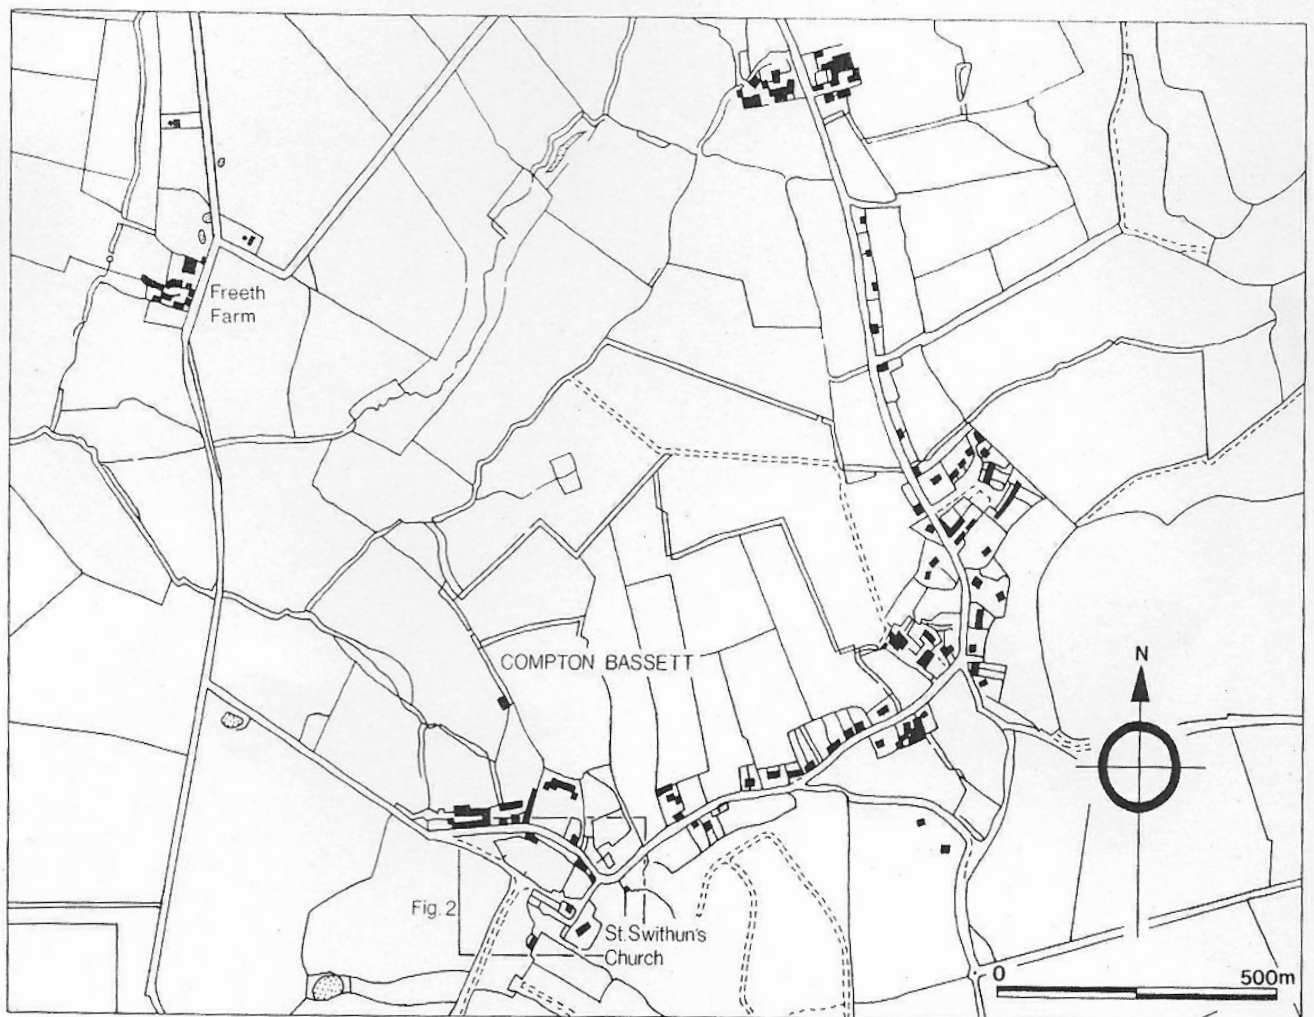 Freeth
Farm
COMPTON BASSETT
N
Fig. 2
St. Swithun's
Church
0 500m